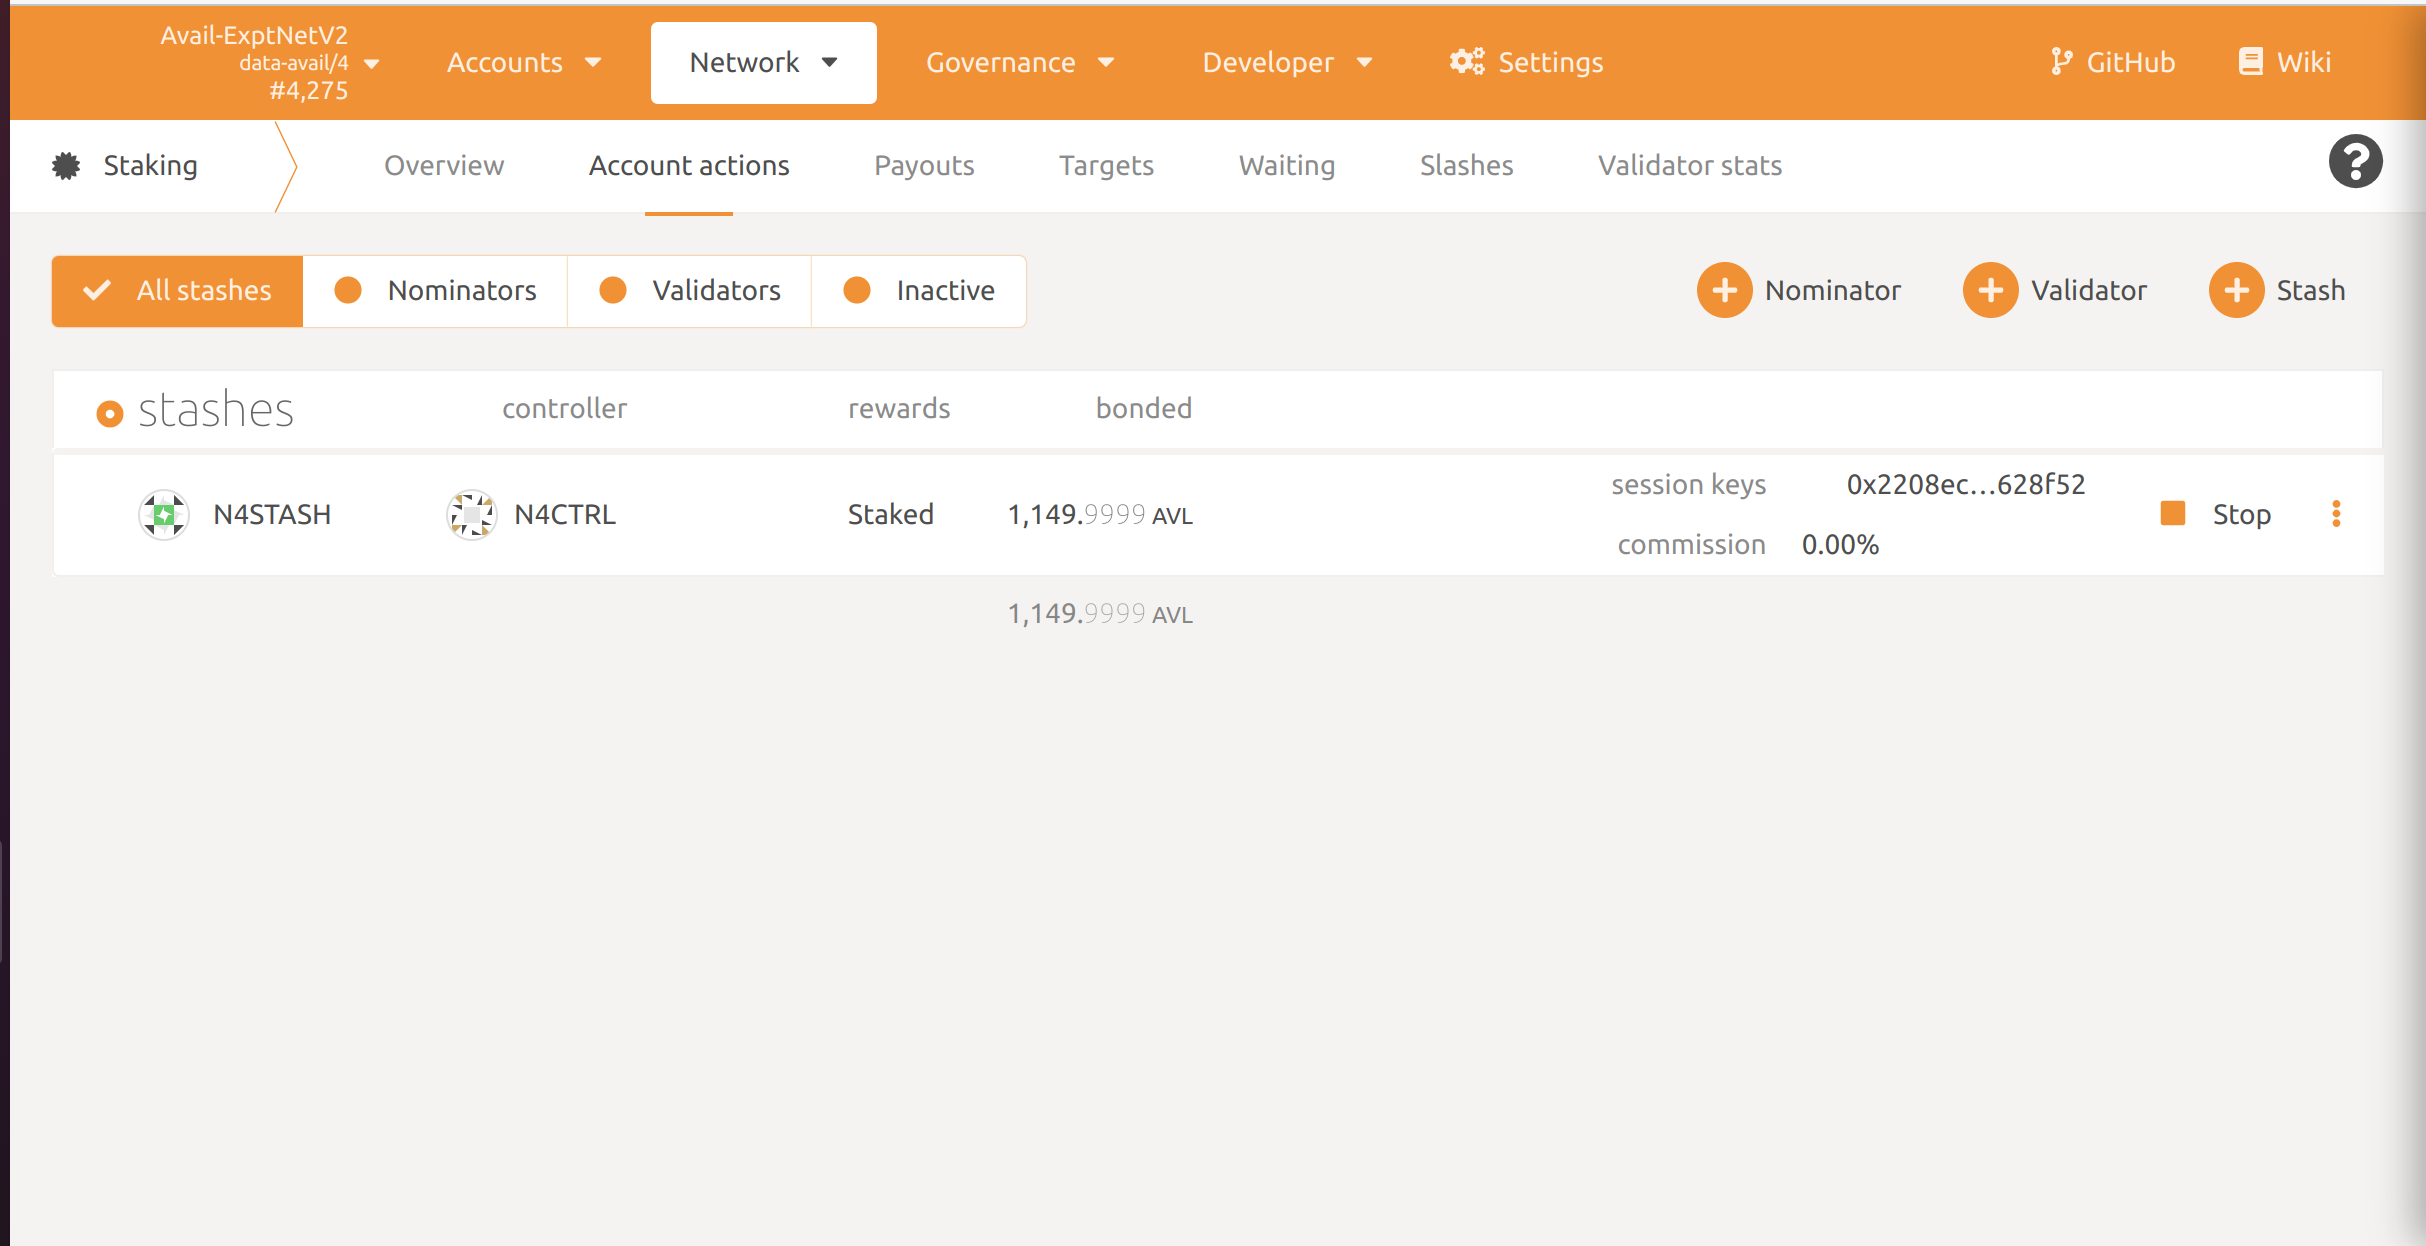 Avail-ExptNetV2
data-avail/4
#4,275
Accounts
Network
Governance
Developer
Settings
GitHub
Wiki
Staking
Overview
Account actions
Payouts
Targets
Waiting
Slashes
Validator stats
?
All stashes
Nominators
Validators
Inactive
Nominator
Validator
Stash
stashes
controller
rewards
bonded
N4STASH
N4CTRL
Staked
1,149.9999 AVL
session keys
0x2208ec...628f52
commission
0.00%
Stop
1,149.9999 AVL